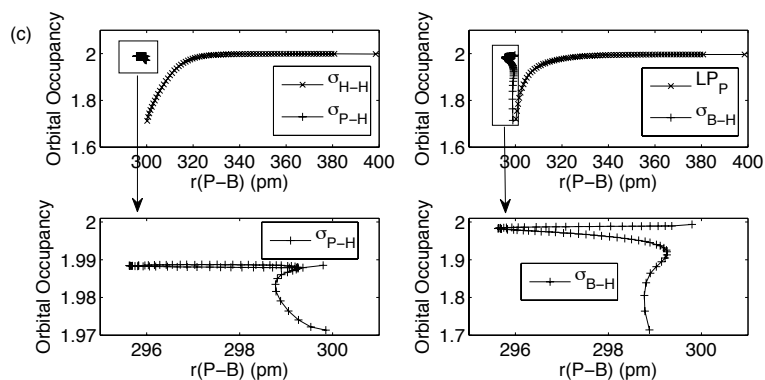 (c)
Orbital Occupancy
2
1.8
1.6
280 300 320 340 360 380 400
r(P−B) (pm)
σH−H
σP−H
Orbital Occupancy
2
1.8
1.6
280 300 320 340 360 380 400
r(P−B) (pm)
LPP
σB−H
Orbital Occupancy
2
1.99
1.98
1.97
296 298 300
r(P−B) (pm)
σP−H
Orbital Occupancy
2
1.9
1.8
1.7
296 298 300
r(P−B) (pm)
σB−H